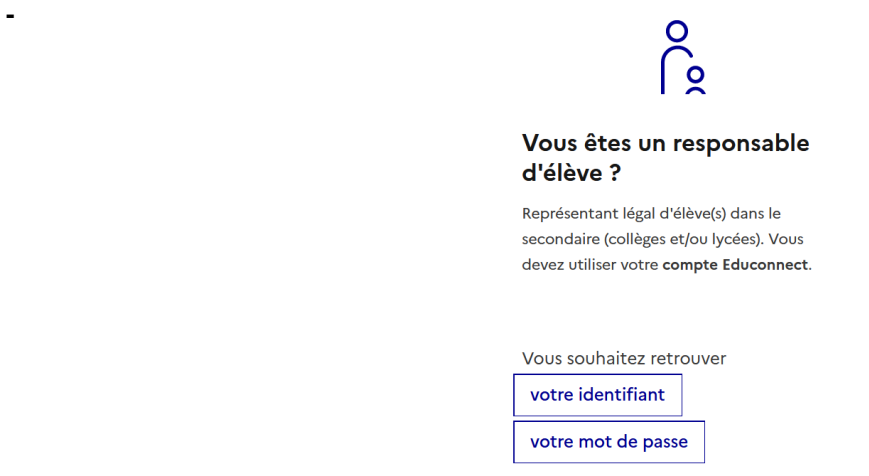 -
Vous êtes un responsable
d'élève ?
Représentant légal d'élève(s) dans le
secondaire (collèges et/ou lycées). Vous
devez utiliser votre compte Educonnect.
Vous souhaitez retrouver
votre identifiant
votre mot de passe